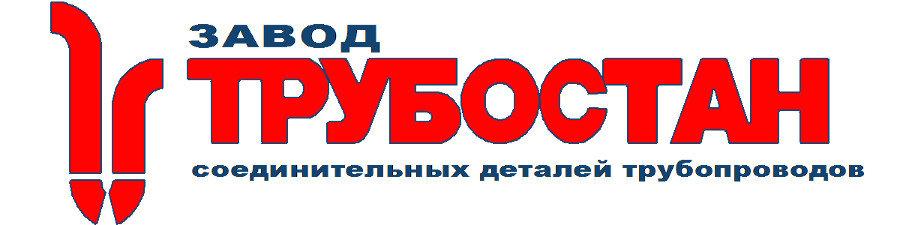 ЗАВОД
ТРУБОСТАН
соединительных деталей трубопроводов